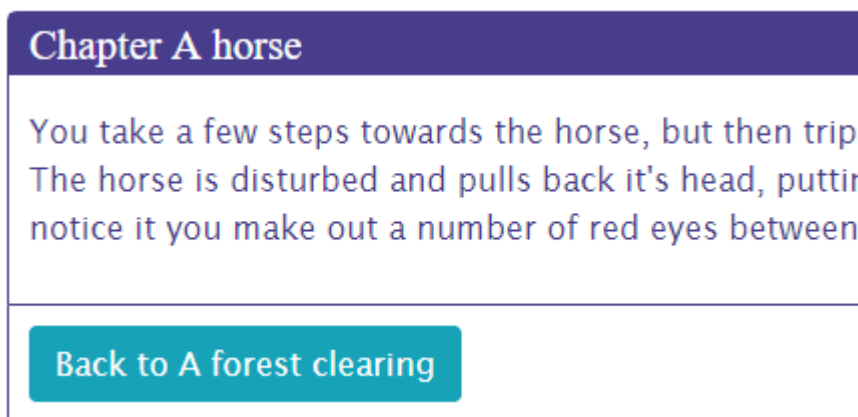 Chapter A horse
You take a few steps towards the horse, but then trip
The horse is disturbed and pulls back it's head,
notice it you make out a number of red eyes between
Back to A forest clearing